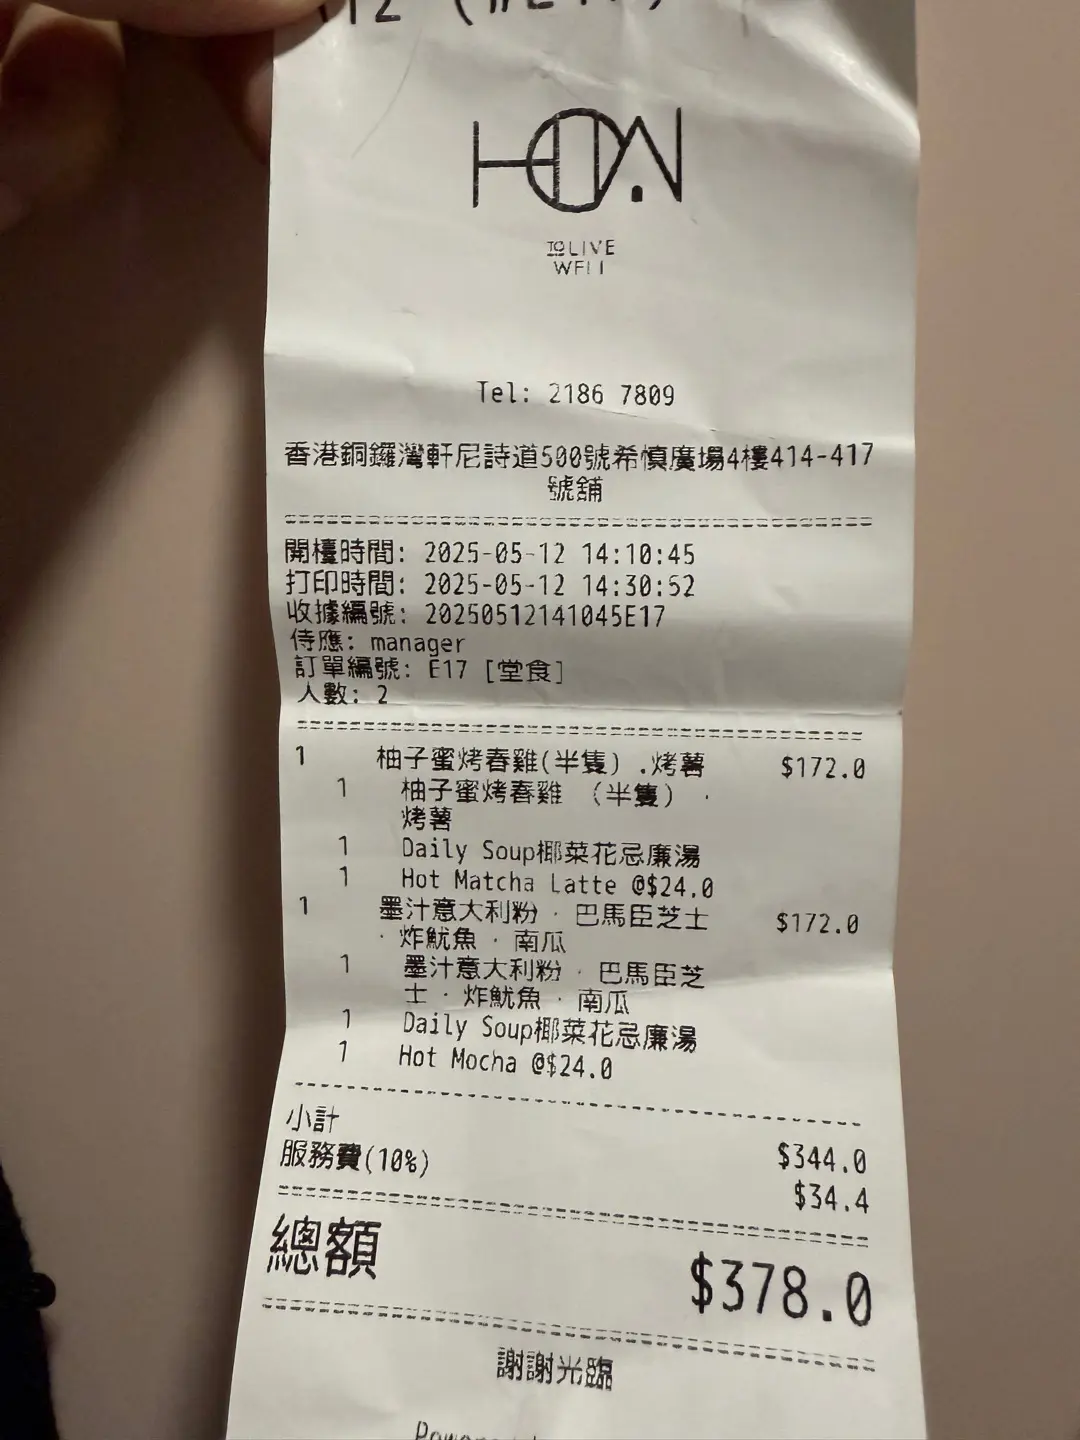 HOW.
TO LIVE
WELL
Tel: 2186 7809
香港銅鑼灣軒尼詩道500號希慎廣場4樓414-417
號舖
開檯時間: 2025-05-12 14:10:45
打印時間: 2025-05-12 14:30:52
收據編號: 20250512141045E17
侍應: manager
訂單編號: E17 [堂食]
人數: 2
1 柚子蜜烤春雞(半隻).烤薯 $172.0
1 柚子蜜烤春雞 (半隻) .
烤薯
1 Daily Soup椰菜花忌廉湯
1 Hot Matcha Latte @$24.0
1 墨汁意大利粉.巴馬臣芝士 $172.0
.炸魷魚.南瓜
1 墨汁意大利粉.巴馬臣芝
士.炸魷魚.南瓜
1 Daily Soup椰菜花忌廉湯
1 Hot Mocha @$24.0
小計 $344.0
服務費(10%) $34.4
總額 $378.0
謝謝光臨